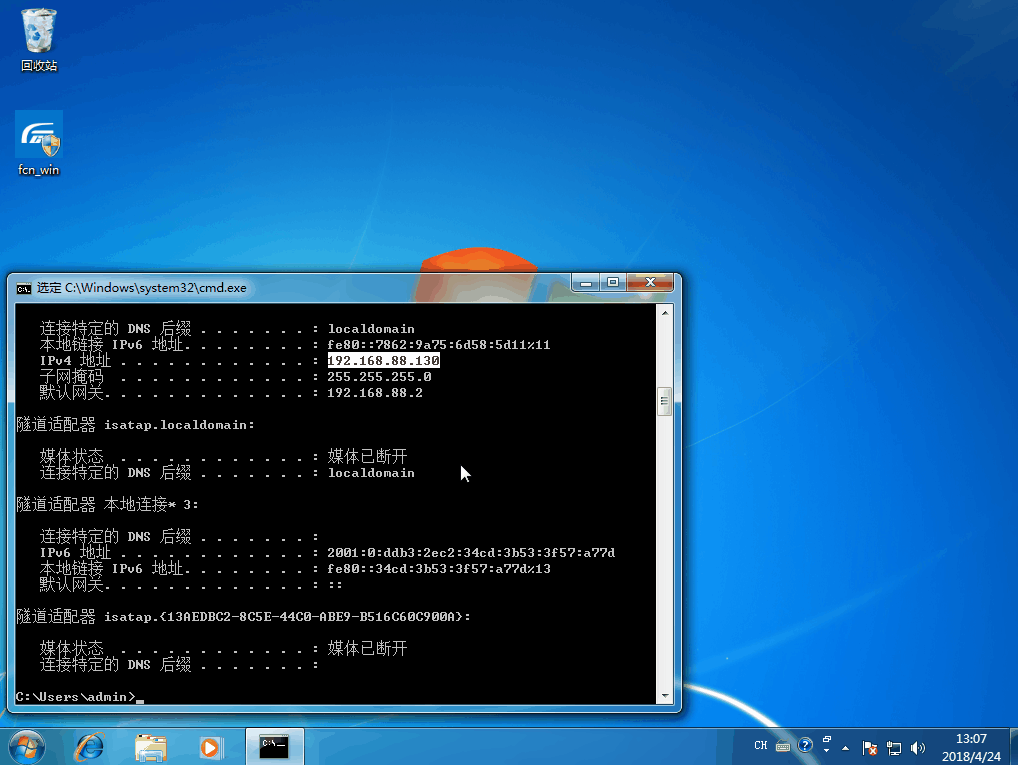 回收站
fcn_win
选定 C:\Windows\system32\cmd.exe
连接特定的 DNS 后缀 . . . . . . . : localdomain
本地链接 IPv6 地址. . . . . . . . : fe80::7862:9a75:6d58:5d11%11
IPv4 地址 . . . . . . . . . . . . : 192.168.88.130
子网掩码 . . . . . . . . . . . . : 255.255.255.0
默认网关. . . . . . . . . . . . . : 192.168.88.2
隧道适配器 isatap.localdomain:
媒体状态 . . . . . . . . . . . . : 媒体已断开
连接特定的 DNS 后缀 . . . . . . . : localdomain
隧道适配器 本地连接* 3:
连接特定的 DNS 后缀 . . . . . . . :
IPv6 地址 . . . . . . . . . . . . : 2001:0:ddb3:2ec2:34cd:3b53:3f57:a77d
本地链接 IPv6 地址. . . . . . . . : fe80::34cd:3b53:3f57:a77d%13
默认网关. . . . . . . . . . . . . : ::
隧道适配器 isatap.{13AEDBC2-8C5E-44C0-ABE9-B516C60C900A}:
媒体状态 . . . . . . . . . . . . : 媒体已断开
连接特定的 DNS 后缀 . . . . . . . :
C:\Users\admin>_
CH
13:07
2018/4/24